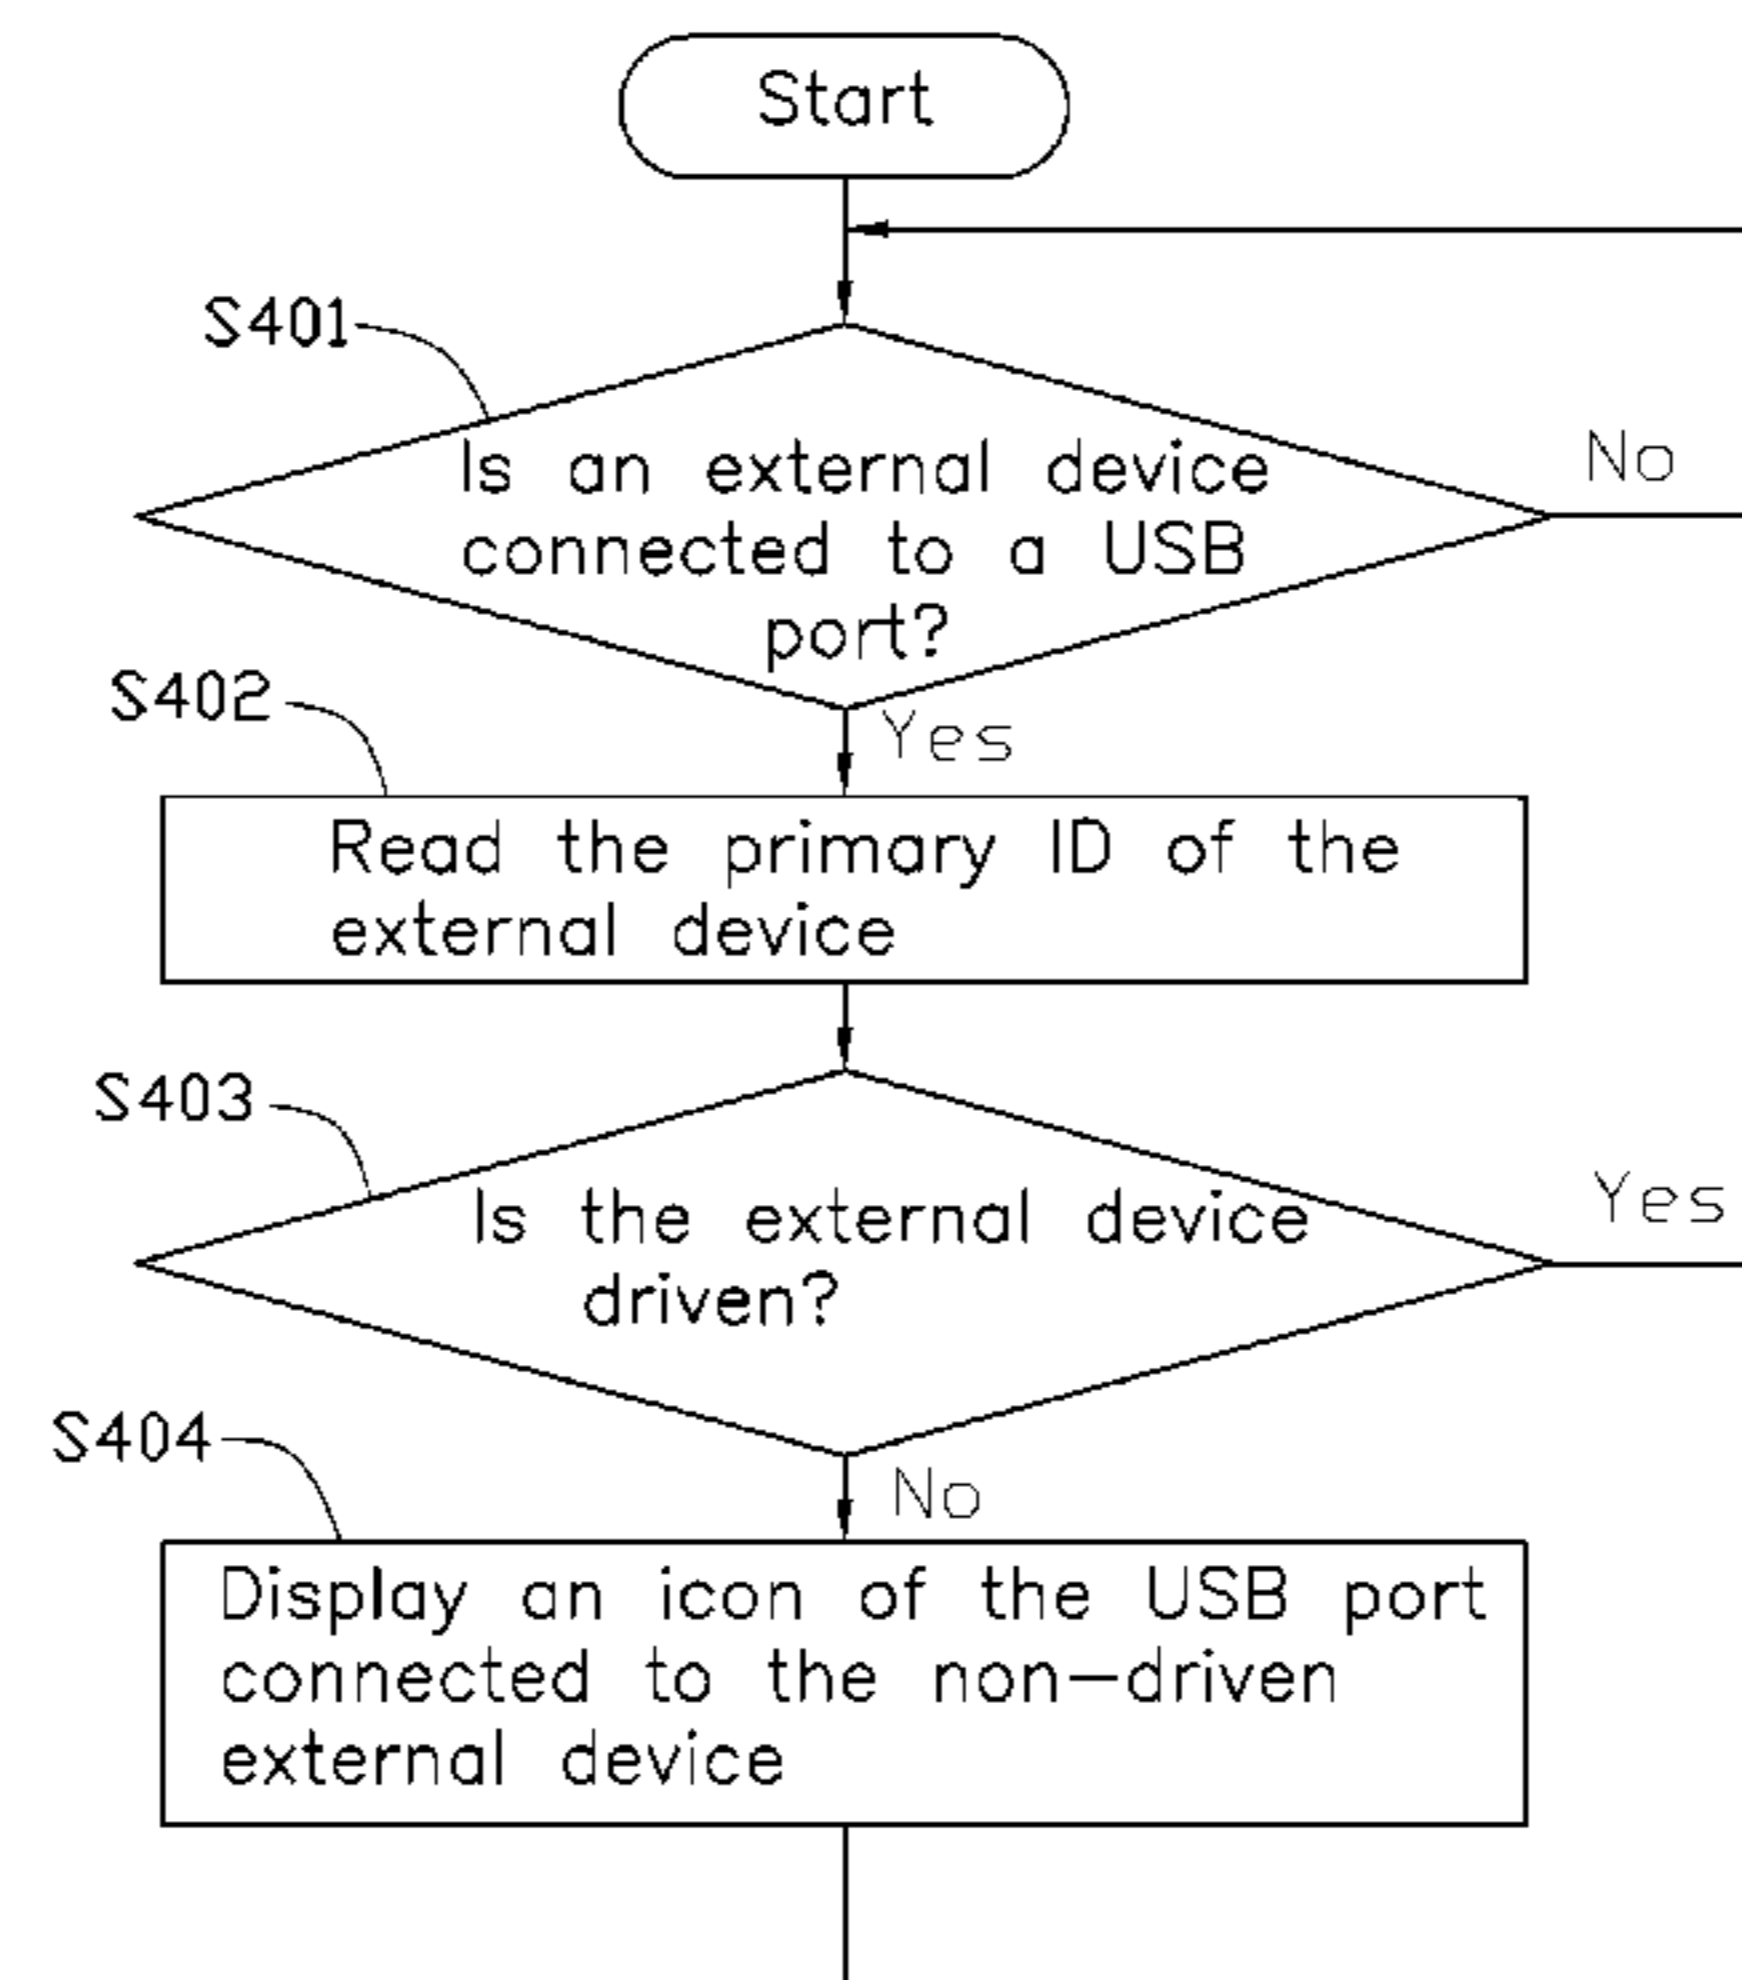 Start
S401
Is an external device
connected to a USB
port?
No
S402
Yes
Read the primary ID of the
external device
S403
Is the external device
driven?
Yes
S404
No
Display an icon of the USB port
connected to the non-driven
external device